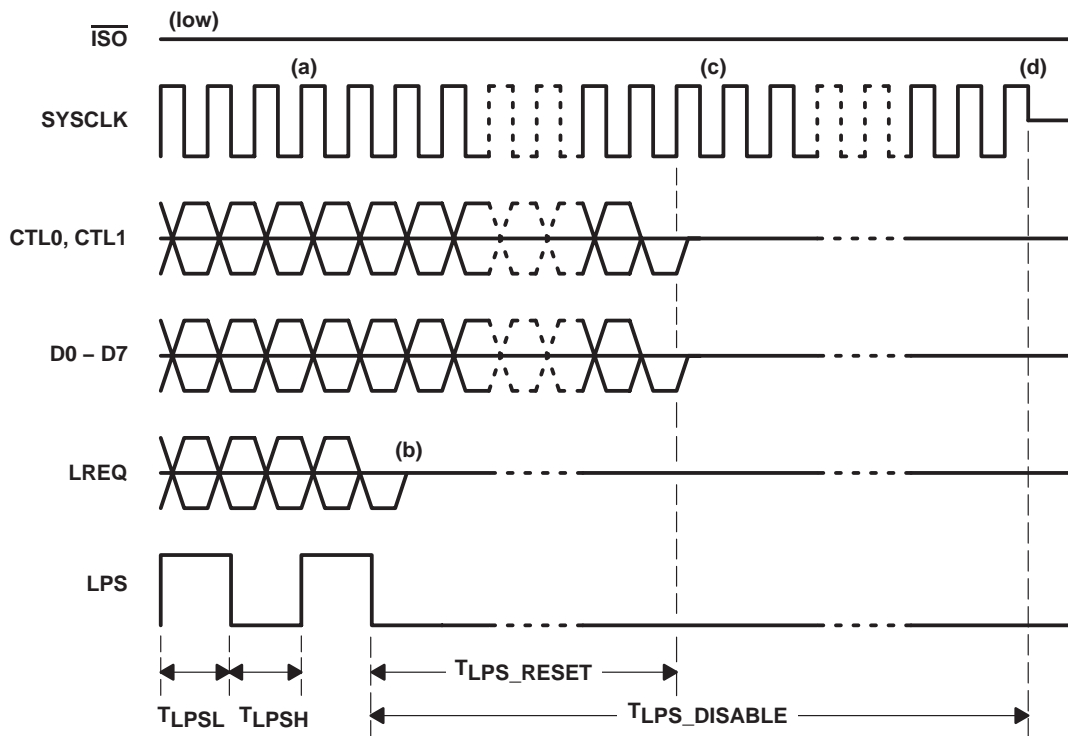 (low)
ISO
(a) (c) (d)
SYSCLK
CTL0, CTL1
D0 – D7
(b)
LREQ
LPS
TLPS_RESET
TLPSL TLPSH TLPS_DISABLE